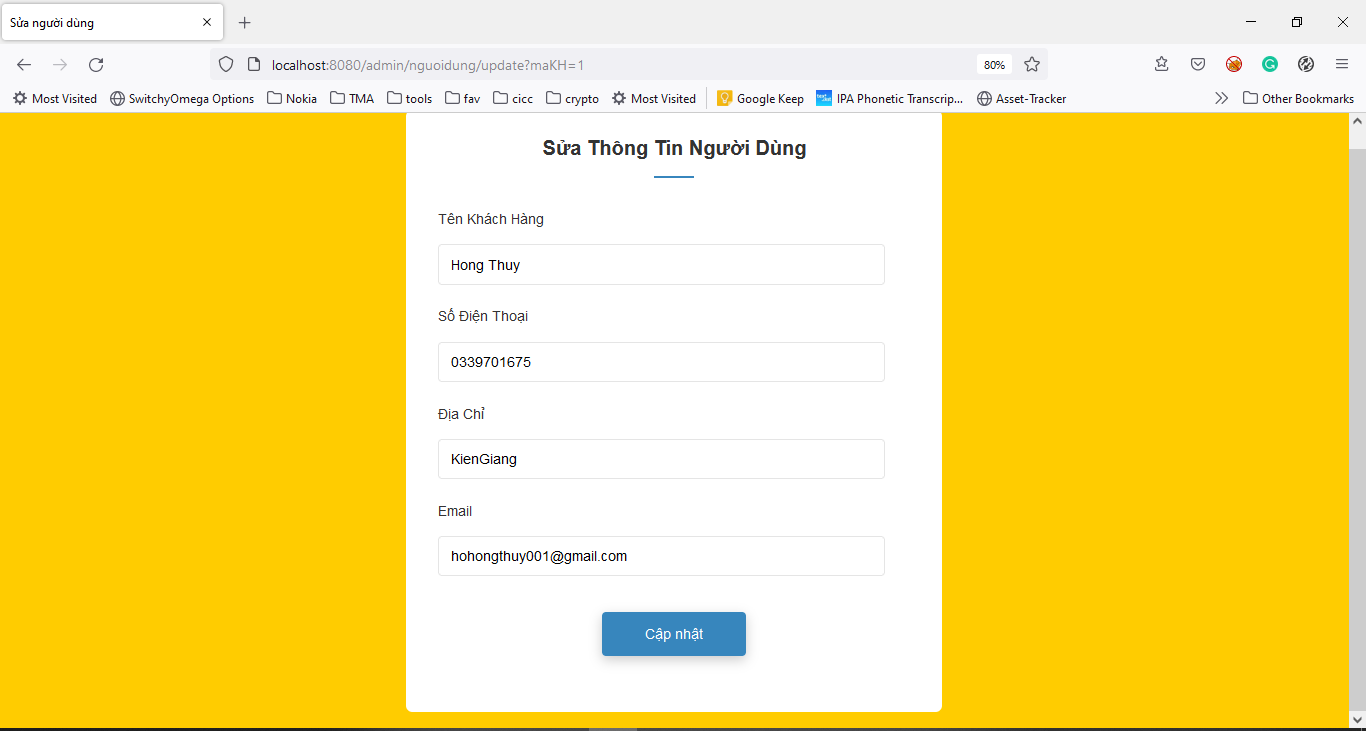 Sửa người dùng
localhost:8080/admin/nguoidung/update?maKH=1
80%
Most Visited SwitchyOmega Options Nokia TMA tools fav cicc crypto Most Visited Google Keep IPA Phonetic Transcrip... Asset-Tracker Other Bookmarks
Sửa Thông Tin Người Dùng
Tên Khách Hàng
Hong Thuy
Số Điện Thoại
0339701675
Địa Chỉ
KienGiang
Email
hohongthuy001@gmail.com
Cập nhật